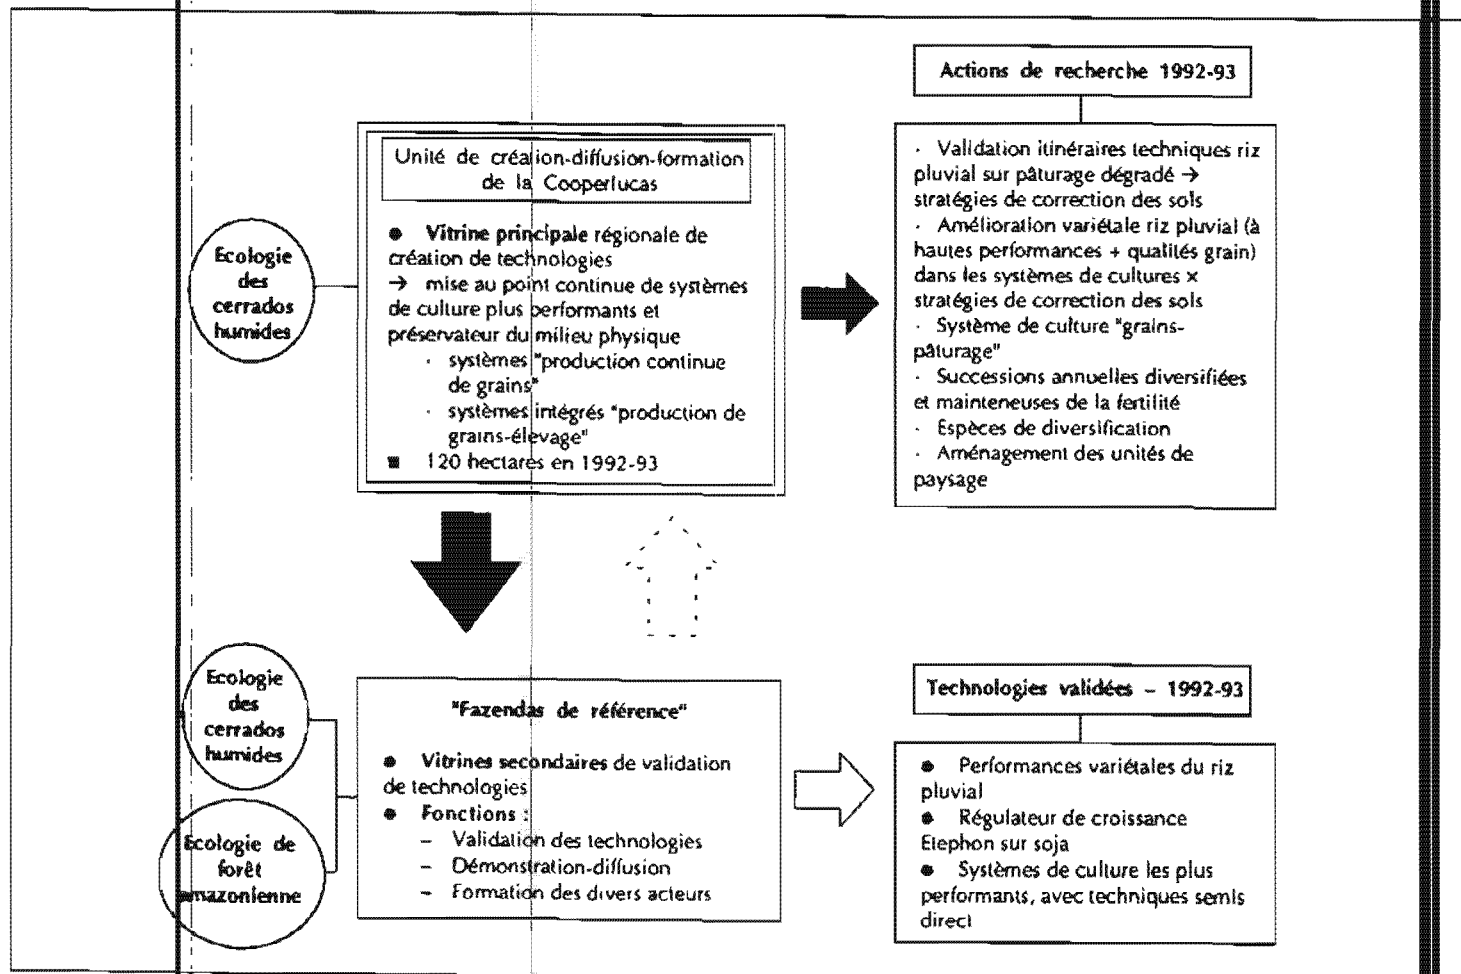 Actions de recherche 1992-93
Unité de création-diffusion-formation
de la Cooperlucas
● Vitrine principale régionale de
création de technologies
→ mise au point continue de systèmes
de culture plus performants et
préservateur du milieu physique
· systèmes "production continue
de grains"
· systèmes intégrés "production de
grains-élevage"
■ 120 hectares en 1992-93
Ecologie
des
cerrados
humides
· Validation itinéraires techniques riz
pluvial sur pâturage dégradé →
stratégies de correction des sols
· Amélioration variétale riz pluvial (à
hautes performances + qualités grain)
dans les systèmes de cultures x
stratégies de correction des sols
· Système de culture "grains-
pâturage"
· Successions annuelles diversifiées
et mainteneuses de la fertilité
· Espèces de diversification
· Aménagement des unités de
paysage
Ecologie
des
cerrados
humides
Ecologie de
forêt
amazonienne
"Fazendas de référence"
● Vitrines secondaires de validation
de technologies
● Fonctions :
– Validation des technologies
– Démonstration-diffusion
– Formation des divers acteurs
Technologies validées – 1992-93
● Performances variétales du riz
pluvial
● Régulateur de croissance
Etephon sur soja
● Systèmes de culture les plus
performants, avec techniques semis
direct